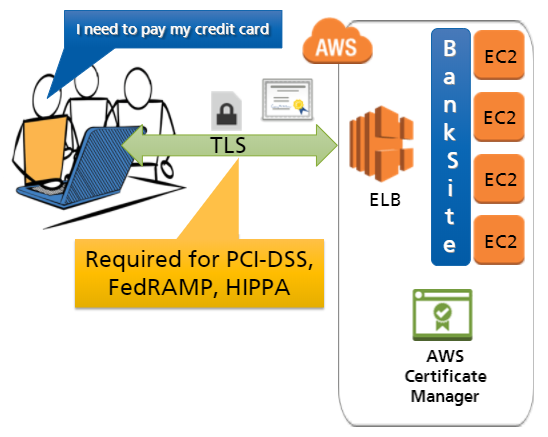 I need to pay my credit card
AWS
TLS
Required for PCI-DSS,
FedRAMP, HIPPA
ELB
BankSite
EC2
EC2
EC2
EC2
AWS
Certificate
Manager